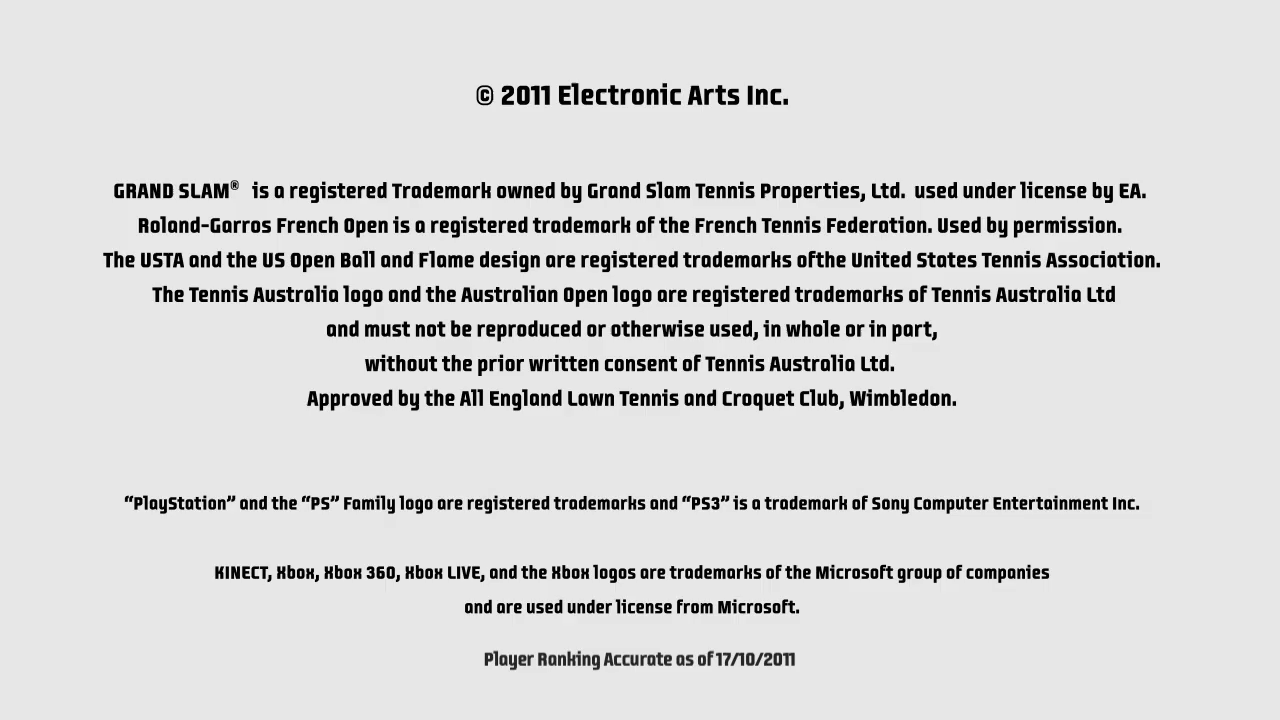 © 2011 Electronic Arts Inc.
GRAND SLAM® is a registered Trademark owned by Grand Slam Tennis Properties, Ltd. used under license by EA.
Roland-Garros French Open is a registered trademark of the French Tennis Federation. Used by permission.
The USTA and the US Open Ball and Flame design are registered trademarks ofthe United States Tennis Association.
The Tennis Australia logo and the Australian Open logo are registered trademarks of Tennis Australia Ltd
and must not be reproduced or otherwise used, in whole or in part,
without the prior written consent of Tennis Australia Ltd.
Approved by the All England Lawn Tennis and Croquet Club, Wimbledon.
“PlayStation” and the “PS” Family logo are registered trademarks and “PS3” is a trademark of Sony Computer Entertainment Inc.
KINECT, Xbox, Xbox 360, Xbox LIVE, and the Xbox logos are trademarks of the Microsoft group of companies
and are used under license from Microsoft.
Player Ranking Accurate as of 17/10/2011